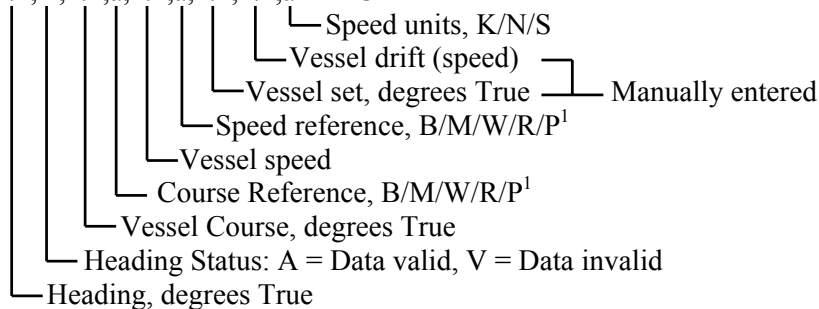 Speed units, K/N/S
Vessel drift (speed)
Vessel set, degrees True Manually entered
Speed reference, B/M/W/R/P¹
Vessel speed
Course Reference, B/M/W/R/P¹
Vessel Course, degrees True
Heading Status: A = Data valid, V = Data invalid
Heading, degrees True